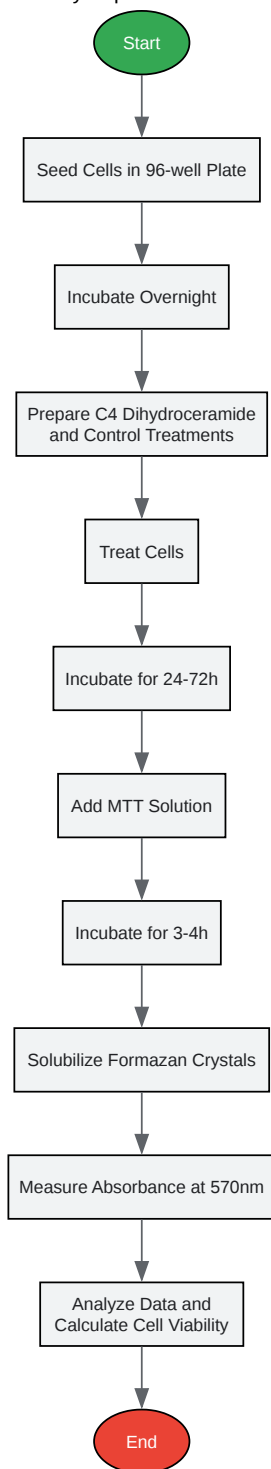 Start
Seed Cells in 96-well Plate
Incubate Overnight
Prepare C4 Dihydroceramide
and Control Treatments
Treat Cells
Incubate for 24-72h
Add MTT Solution
Incubate for 3-4h
Solubilize Formazan Crystals
Measure Absorbance at 570nm
Analyze Data and
Calculate Cell Viability
End